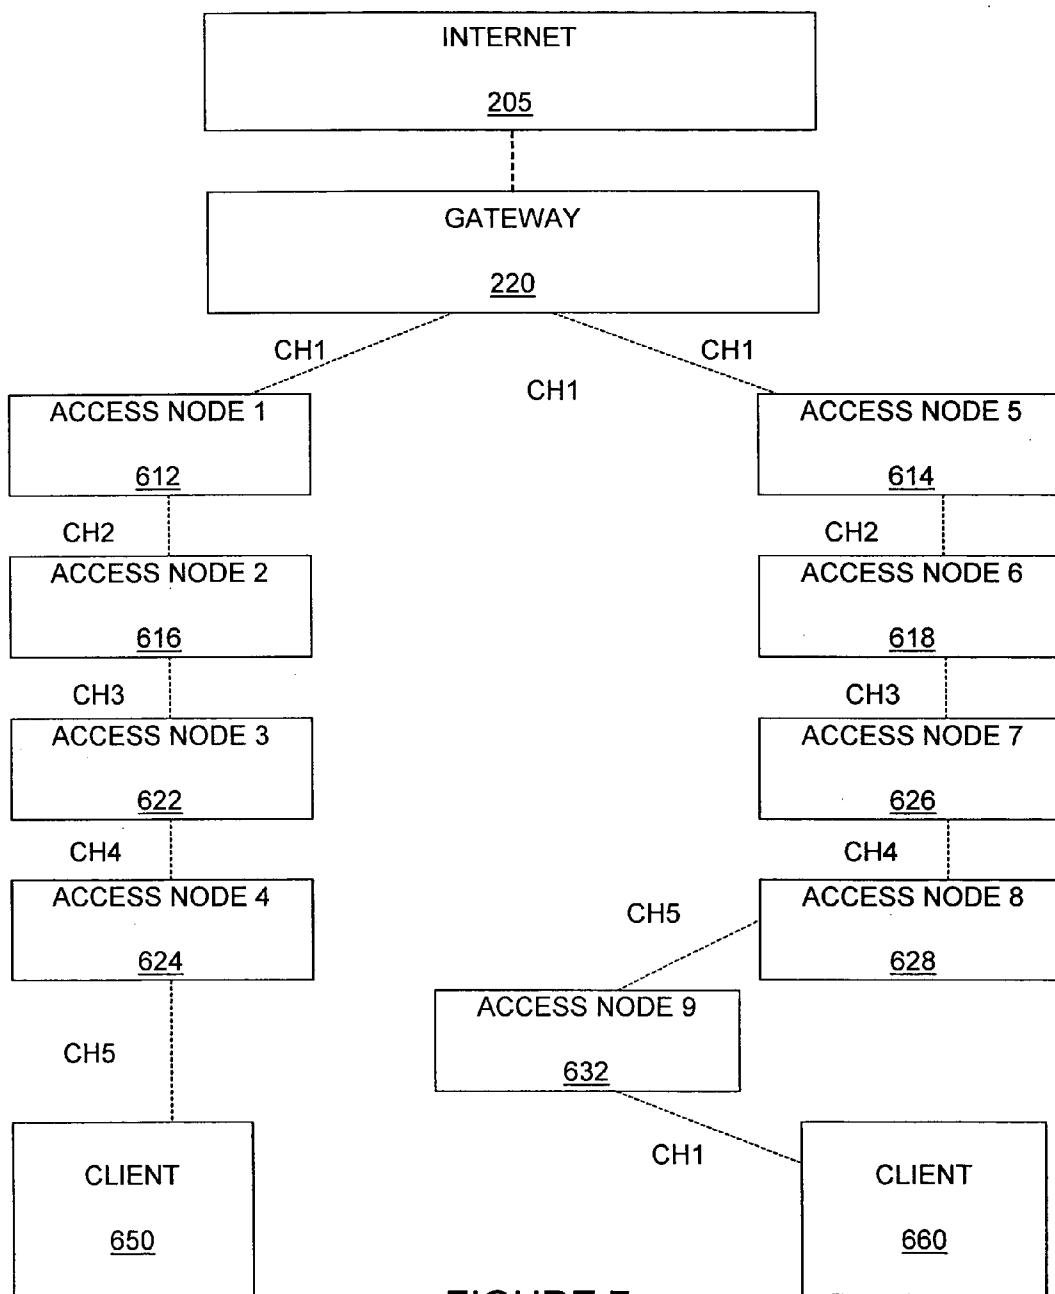 INTERNET
205
GATEWAY
220
CH1 CH1
CH1
ACCESS NODE 1 ACCESS NODE 5
612 614
CH2 CH2
ACCESS NODE 2 ACCESS NODE 6
616 618
CH3 CH3
ACCESS NODE 3 ACCESS NODE 7
622 626
CH4 CH4
ACCESS NODE 4 ACCESS NODE 8
CH5
624 628
ACCESS NODE 9
CH5
632
CH1
CLIENT CLIENT
650 660